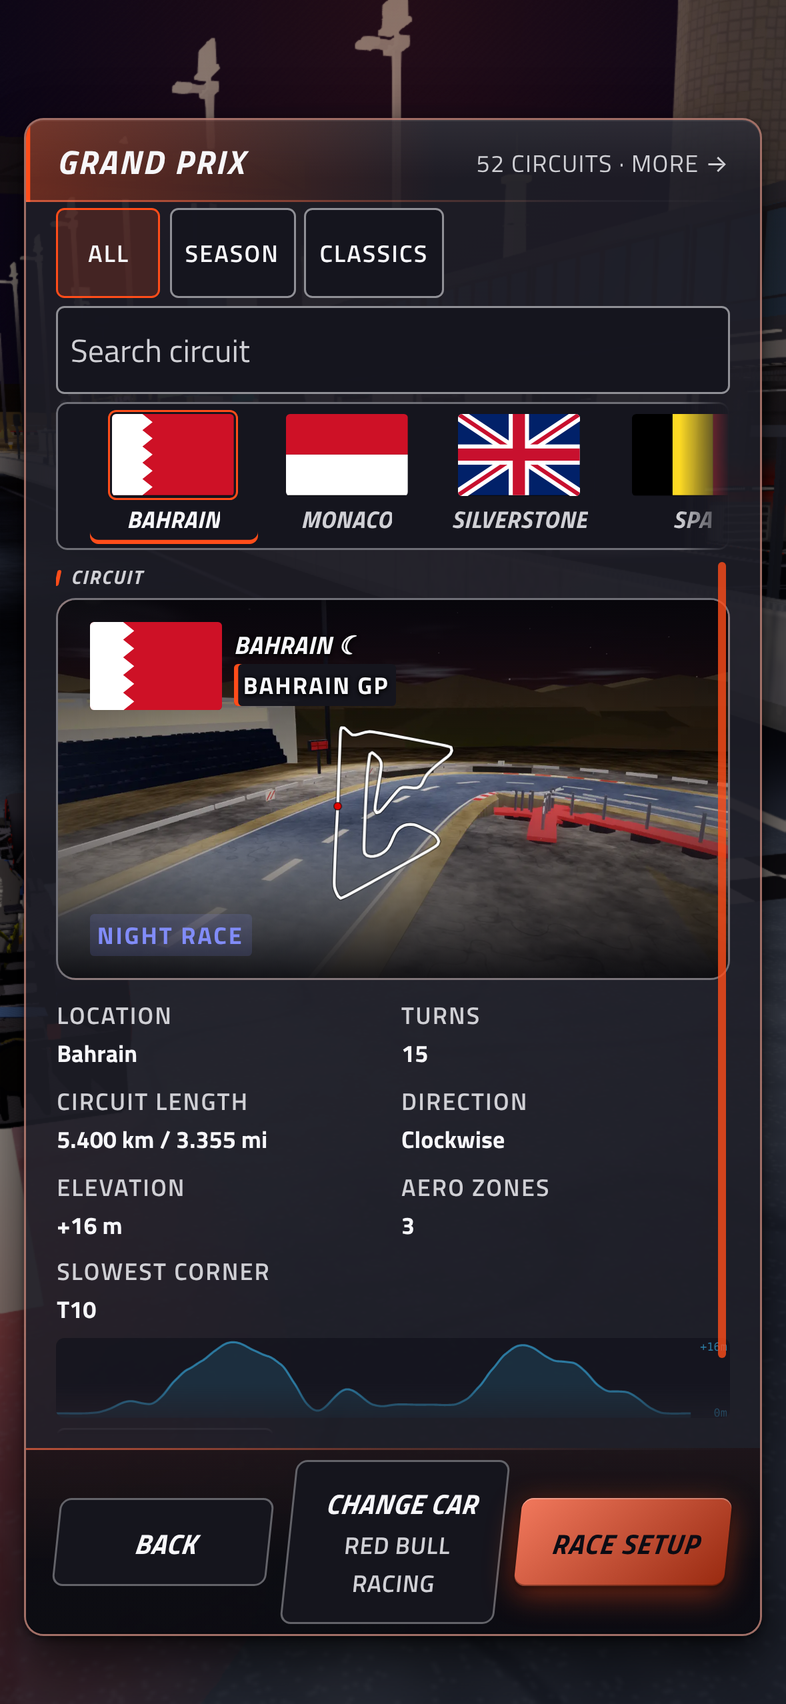 GRAND PRIX
52 CIRCUITS · MORE →
ALL
SEASON
CLASSICS
Search circuit
BAHRAIN
MONACO
SILVERSTONE
SPA
CIRCUIT
BAHRAIN ☾
BAHRAIN GP
NIGHT RACE
LOCATION
Bahrain
TURNS
15
CIRCUIT LENGTH
5.400 km / 3.355 mi
DIRECTION
Clockwise
ELEVATION
+16 m
AERO ZONES
3
SLOWEST CORNER
T10
+16m
0m
BACK
CHANGE CAR
RED BULL
RACING
RACE SETUP